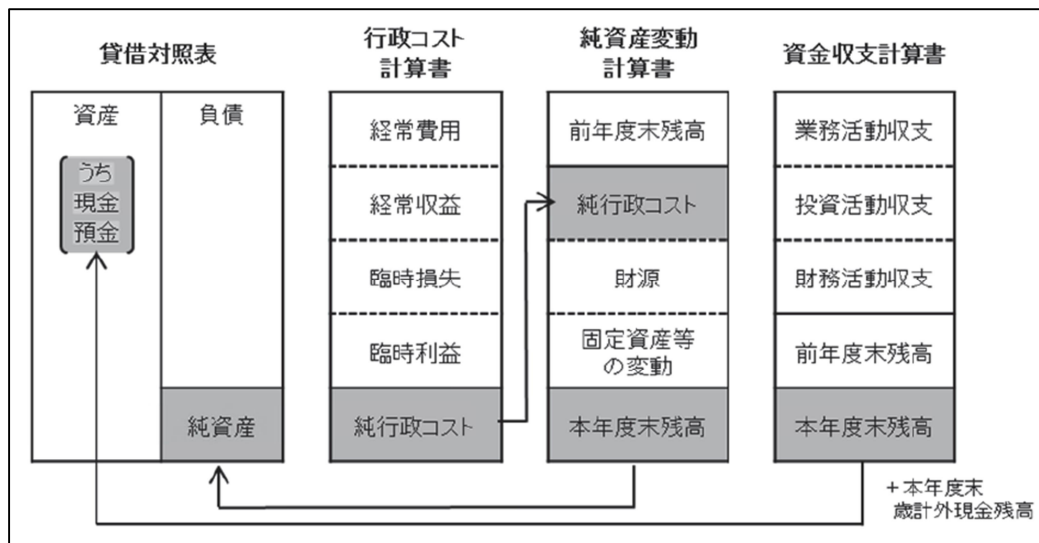 貸借対照表
資産
うち
現金
預金
負債
純資産
行政コスト
計算書
経常費用
経常収益
臨時損失
臨時利益
純行政コスト
純資産変動
計算書
前年度末残高
純行政コスト
財源
固定資産等
の変動
本年度末残高
資金収支計算書
業務活動収支
投資活動収支
財務活動収支
前年度末残高
本年度末残高
+本年度末
歳計外現金残高